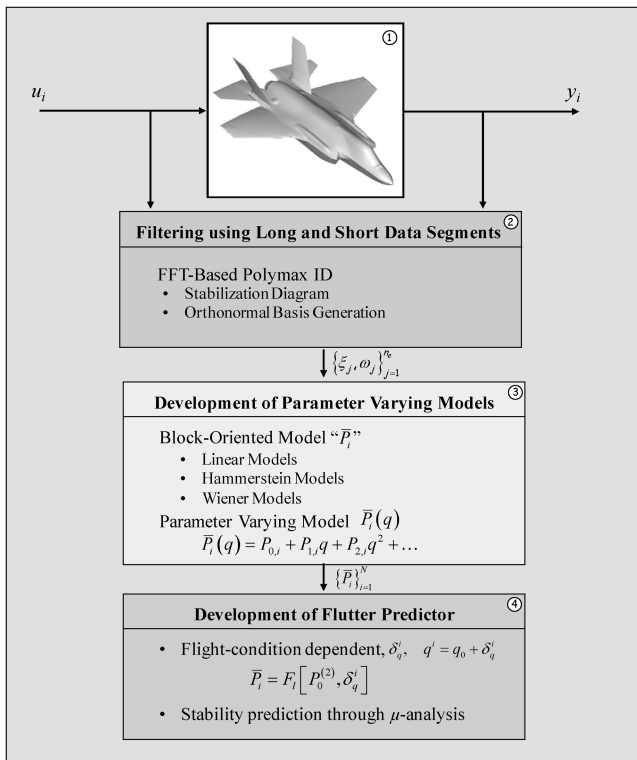 ①
u_i
y_i
②
Filtering using Long and Short Data Segments
FFT-Based Polymax ID
• Stabilization Diagram
• Orthonormal Basis Generation
{ξ_j, ω_j}_{j=1}^{n_o}
③
Development of Parameter Varying Models
Block-Oriented Model “P̅_i”
• Linear Models
• Hammerstein Models
• Wiener Models
Parameter Varying Model P̅_i(q)
P̅_i(q) = P_{0,i} + P_{1,i}q + P_{2,i}q² + …
{P̅_i}_{i=1}^{N}
④
Development of Flutter Predictor
• Flight-condition dependent, δ_q^i, q^i = q_0 + δ_q^i
P̅_i = F_l[P_0^{(2)}, δ_q^i]
• Stability prediction through μ-analysis